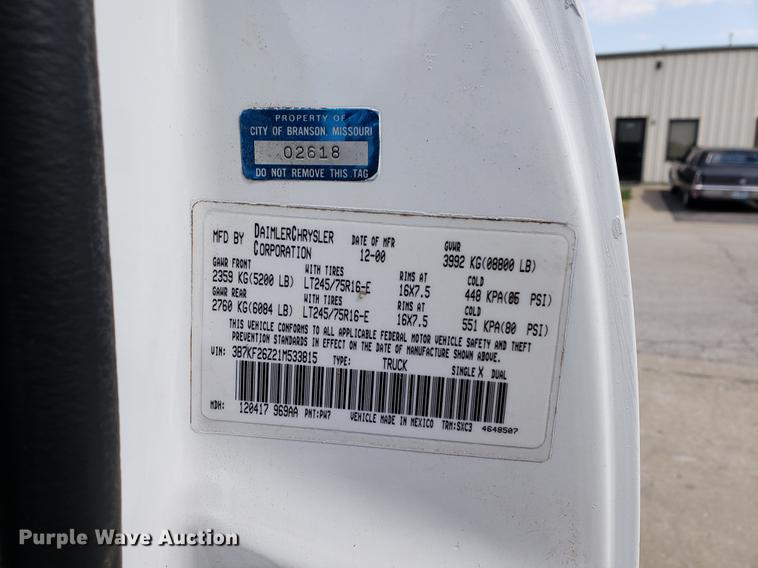 PROPERTY OF
CITY OF BRANSON, MISSOURI
02618
DO NOT REMOVE THIS TAG
MFD BY DAIMLERCHRYSLER CORPORATION DATE OF MFR 12-00 GVWR 3992 KG(08800 LB)
GAWR FRONT WITH TIRES RIMS AT COLD
2359 KG(5200 LB) LT245/75R16-E 16X7.5 448 KPA(65 PSI)
GAWR REAR WITH TIRES RIMS AT COLD
2760 KG(6084 LB) LT245/75R16-E 16X7.5 551 KPA(80 PSI)
THIS VEHICLE CONFORMS TO ALL APPLICABLE FEDERAL MOTOR VEHICLE SAFETY AND THEFT
PREVENTION STANDARDS IN EFFECT ON THE DATE OF MANUFACTURE SHOWN ABOVE.
VIN: 3B7KF26Z21M533815 TYPE: TRUCK SINGLE X DUAL
MDH: 120417 969AA PNT:PW7 VEHICLE MADE IN MEXICO TRM:SXC3 4648507
Purple Wave Auction